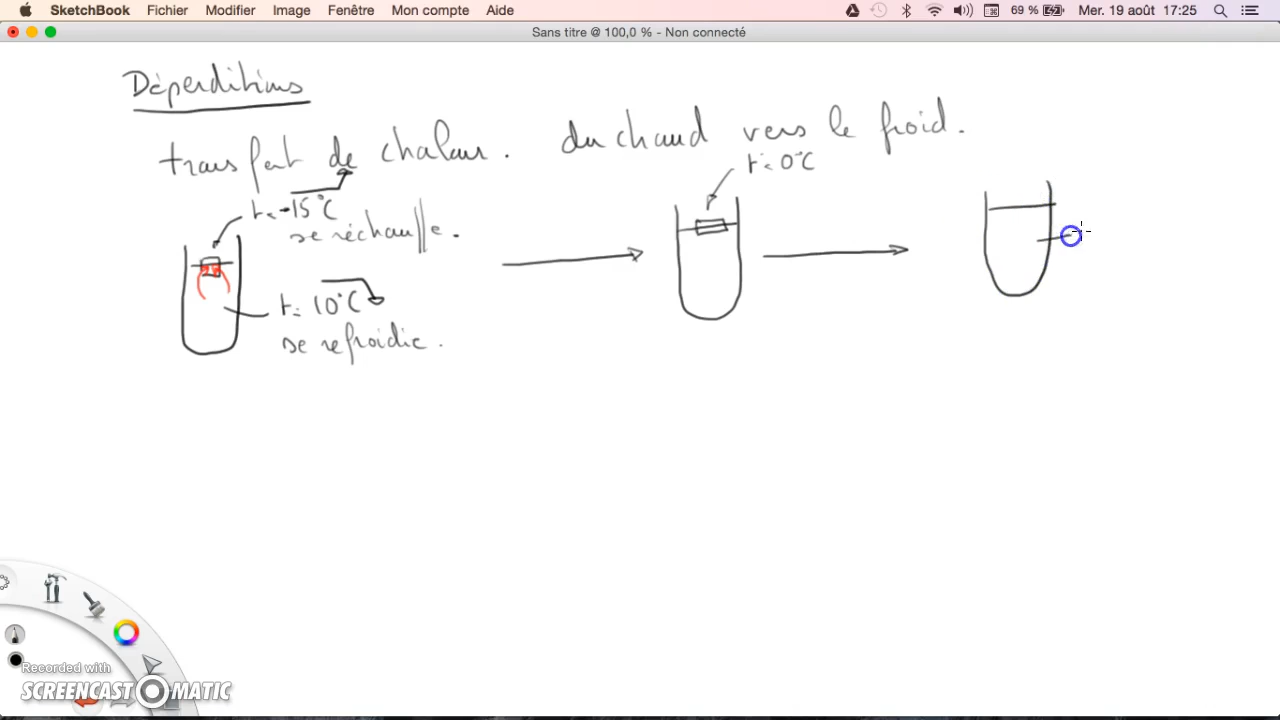 SketchBook Fichier Modifier Image Fenêtre Mon compte Aide 69 % Mer. 19 août 17:25
Sans titre @ 100,0 % - Non connecté
Déperditions
transfert de chaleur. du chaud vers le froid.
t = 0°C
t = -15°C
se réchauffe.
t = 10°C
se refroidie.
Recorded with
SCREENCAST O MATIC